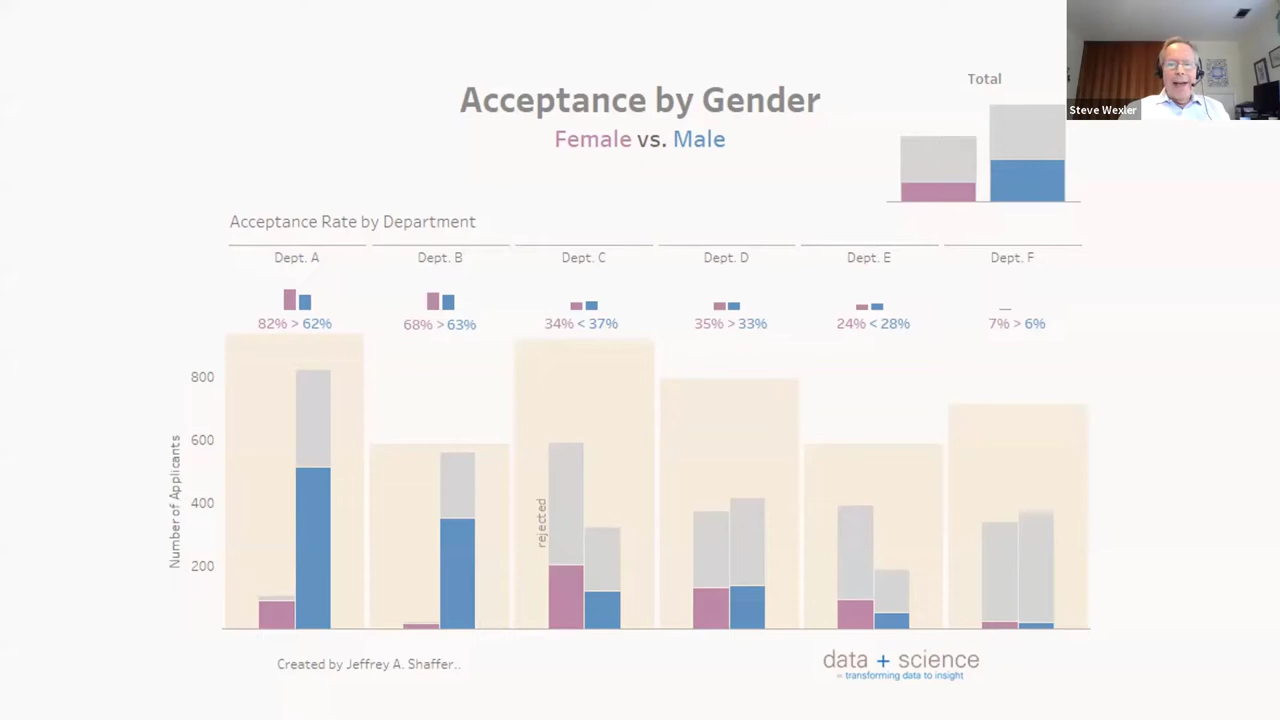 Total
Steve Wexler
Acceptance by Gender
Female vs. Male
Acceptance Rate by Department
Dept. A
Dept. B
Dept. C
Dept. D
Dept. E
Dept. F
82% > 62%
68% > 63%
34% < 37%
35% > 33%
24% < 28%
7% > 6%
800
600
400
200
Number of Applicants
rejected
Created by Jeffrey A. Shaffer..
data + science
transforming data to insight